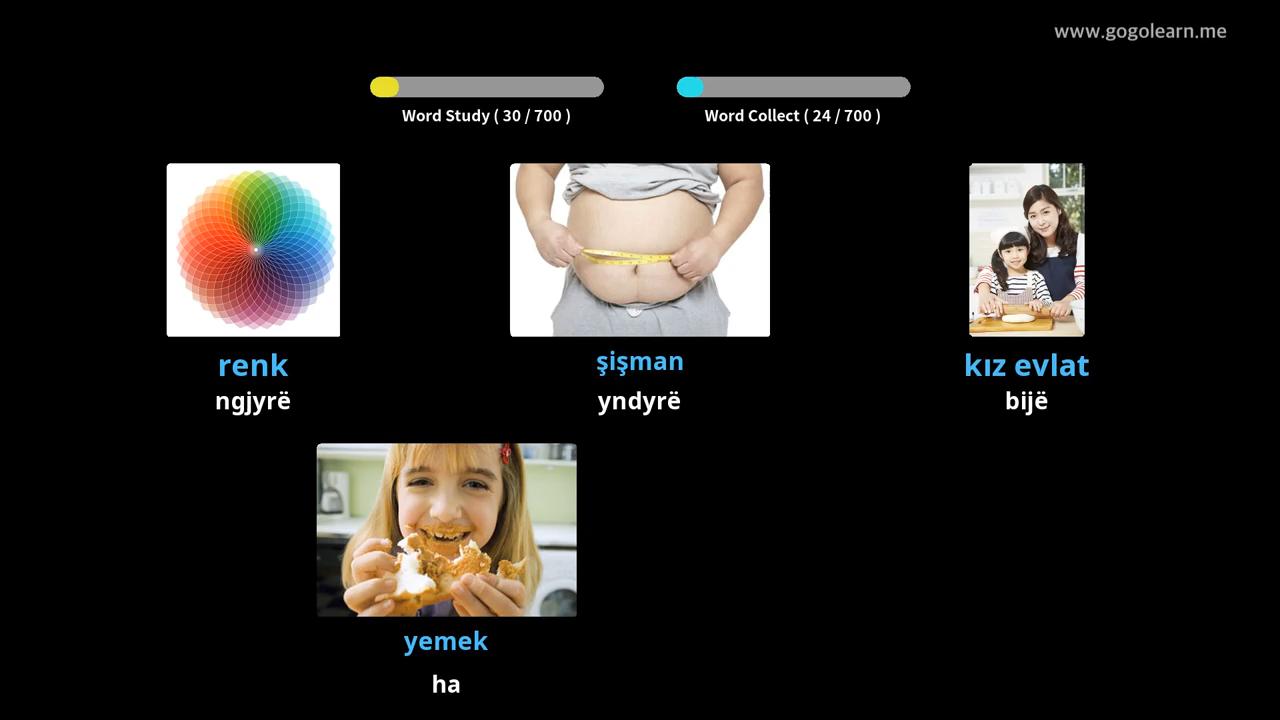 www.gogolearn.me
Word Study ( 30 / 700 )
Word Collect ( 24 / 700 )
renk
ngjyrë
şişman
yndyrë
kız evlat
bijë
yemek
ha